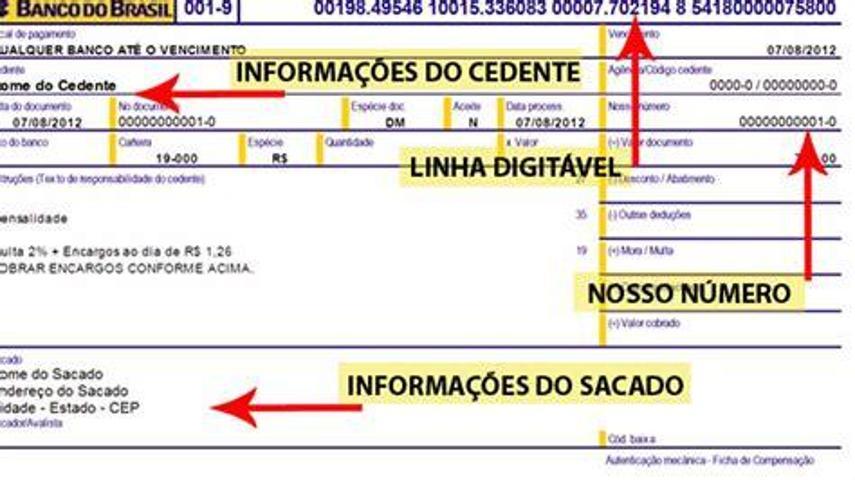 BANCO DO BRASIL 001-9 00198.49546 10015.336083 00007.702194 8 54180000075800
cal de pagamento Vencimento
UALQUER BANCO ATÉ O VENCIMENTO 07/08/2012
INFORMAÇÕES DO CEDENTE
edente Agência/Código cedente
ome do Cedente 0000-0 / 00000000-0
ta do documento No documento Espécie doc. Aceite Data process. Nosso número
07/08/2012 00000000001-0 DM N 07/08/2012 00000000001-0
o do banco Carteira Espécie Quantidade x Valor (=) Valor documento
19-000 R$ 00
LINHA DIGITÁVEL
truções (Texto de responsabilidade do cedente) 27 (-) Desconto / Abatimento
ensalidade 35 (-) Outras deduções
ulta 2% + Encargos ao dia de R$ 1,26 19 (+) Mora / Multa
OBRAR ENCARGOS CONFORME ACIMA.
NOSSO NÚMERO
(=) Valor cobrado
cado
ome do Sacado
INFORMAÇÕES DO SACADO
ndereço do Sacado
idade - Estado - CEP
cador/Avalista
Cód. baixa
Autenticação mecânica - Ficha de Compensação